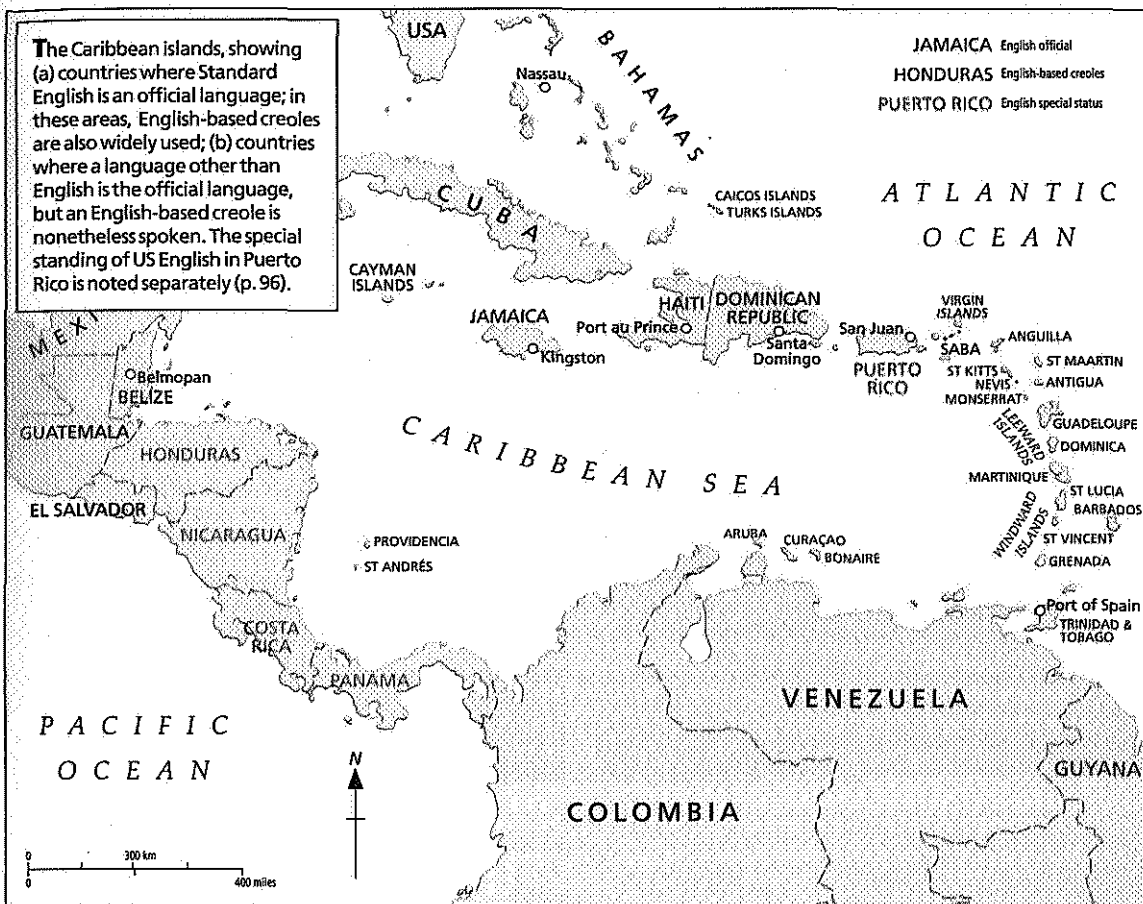 The Caribbean islands, showing
(a) countries where Standard
English is an official language; in
these areas, English-based creoles
are also widely used; (b) countries
where a language other than
English is the official language,
but an English-based creole is
nonetheless spoken. The special
standing of US English in Puerto
Rico is noted separately (p. 96).
JAMAICA English official
HONDURAS English-based creoles
PUERTO RICO English special status
USA
BAHAMAS
Nassau
CUBA
CAICOS ISLANDS
TURKS ISLANDS
ATLANTIC
OCEAN
CAYMAN
ISLANDS
JAMAICA
Kingston
HAITI
Port au Prince
DOMINICAN
REPUBLIC
Santa
Domingo
San Juan
PUERTO
RICO
VIRGIN
ISLANDS
SABA
ANGUILLA
ST MAARTIN
ST KITTS
NEVIS
ANTIGUA
MONSERRAT
LEEWARD
ISLANDS
GUADELOUPE
DOMINICA
MARTINIQUE
WINDWARD
ISLANDS
ST LUCIA
BARBADOS
ST VINCENT
GRENADA
MEXI
Belmopan
BELIZE
GUATEMALA
HONDURAS
EL SALVADOR
NICARAGUA
CARIBBEAN SEA
PROVIDENCIA
ST ANDRÉS
ARUBA
CURAÇAO
BONAIRE
Port of Spain
TRINIDAD &
TOBAGO
COSTA
RICA
PANAMA
VENEZUELA
GUYANA
COLOMBIA
PACIFIC
OCEAN
N
0 300 km
0 400 miles